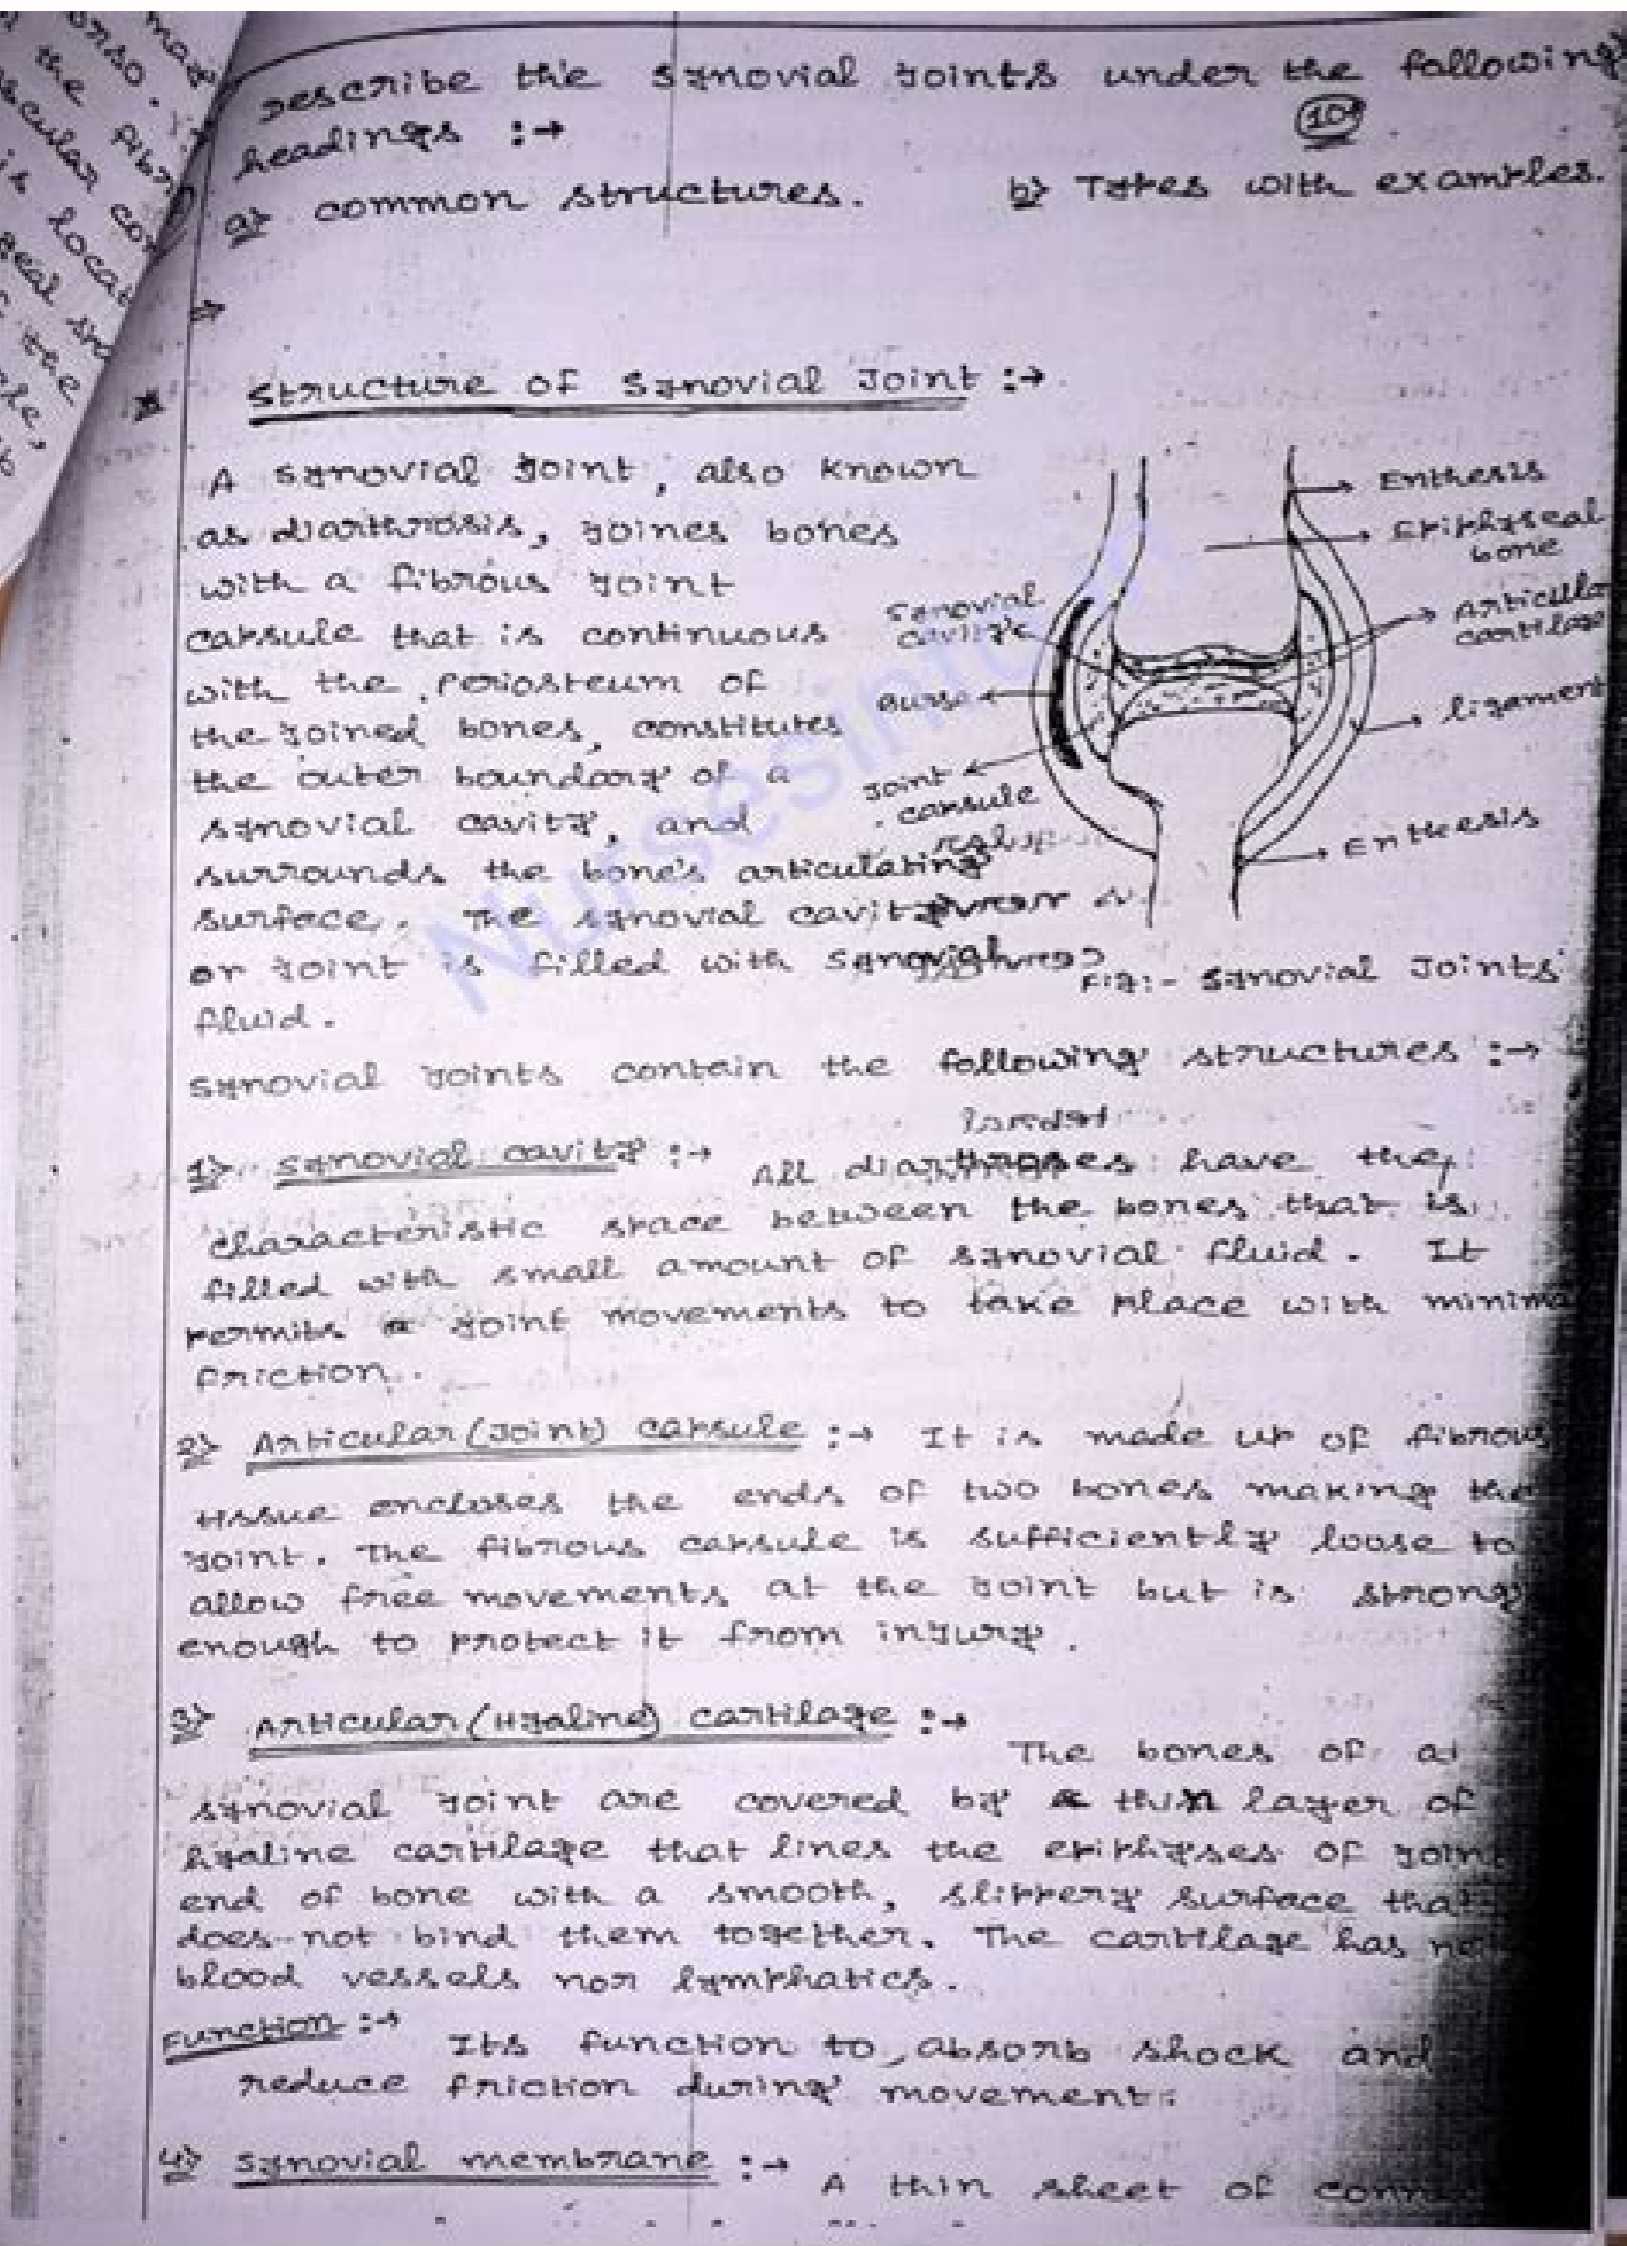 Describe the synovial joints under the following
headings :→ 10
a) common structures. b) Types with examples.
⇒
* Structure of Synovial Joint :→
A synovial joint, also known
as diarthrosis, joines bones
with a fibrous joint
capsule that is continuous
with the periosteum of
the joined bones, constitutes
the outer boundary of a
synovial cavity, and
surrounds the bone's articulating
surface. The synovial cavity
or joint is filled with synovial
fluid.
Enthesis
Epiphyseal
bone
Synovial
cavity
Articular
cartilage
Bursa
ligament
Joint
capsule
Enthesis
Fig:- Synovial Joints
Synovial joints contain the following structures :→
1) Synovial cavity :→ All diarthroses have the
characteristic space between the bones that is
filled with small amount of synovial fluid. It
permits joint movements to take place with minima
friction.
2) Articular (Joint) capsule :→ It is made up of fibrous
tissue encloses the ends of two bones making the
joint. The fibrous capsule is sufficiently loose to
allow free movements at the joint but is strong
enough to protect it from injury.
3) Articular (Hyaline) cartilage :→
The bones of a
synovial joint are covered by a thin layer of
hyaline cartilage that lines the epiphyses of joint
end of bone with a smooth, slippery surface that
does not bind them together. The cartilage has no
blood vessels nor lymphatics.
Function :→ Its function to absorb shock and
reduce friction during movement.
4) Synovial membrane :→ A thin sheet of conn